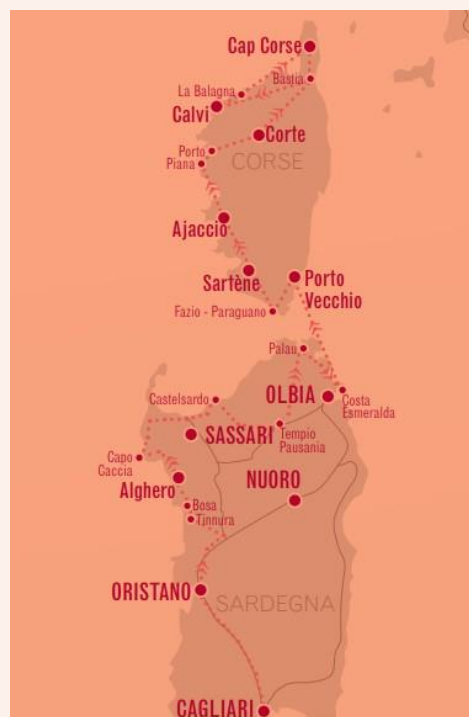 Cap Corse
Bastia
La Balagna
Calvi
Corte
Porto
Piana
CORSE
Ajaccio
Sartène
Porto
Vecchio
Fazio - Paraguano
Palau
Castelsardo
OLBIA
Costa
Esmeralda
SASSARI
Tempio
Pausania
Capo
Caccia
Alghero
NUORO
Bosa
Tinnura
ORISTANO
SARDEGNA
CAGLIARI